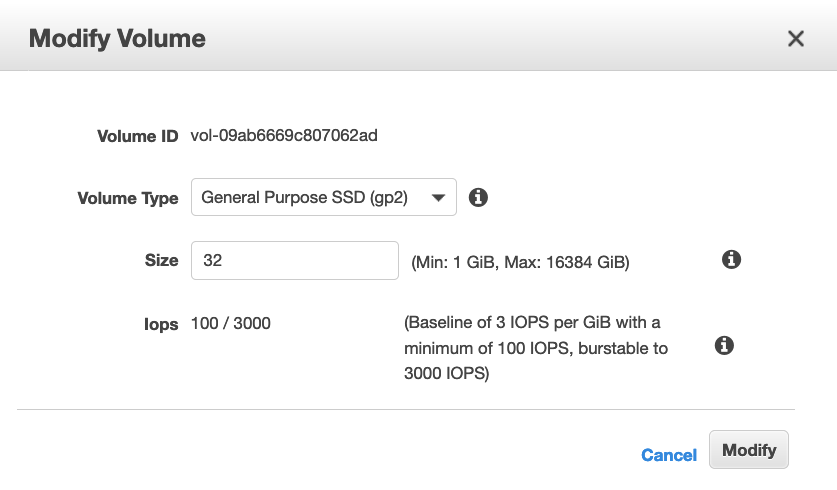 Modify Volume
Volume ID vol-09ab6669c807062ad
Volume Type General Purpose SSD (gp2)
Size 32 (Min: 1 GiB, Max: 16384 GiB)
Iops 100 / 3000 (Baseline of 3 IOPS per GiB with a
minimum of 100 IOPS, burstable to
3000 IOPS)
Cancel Modify